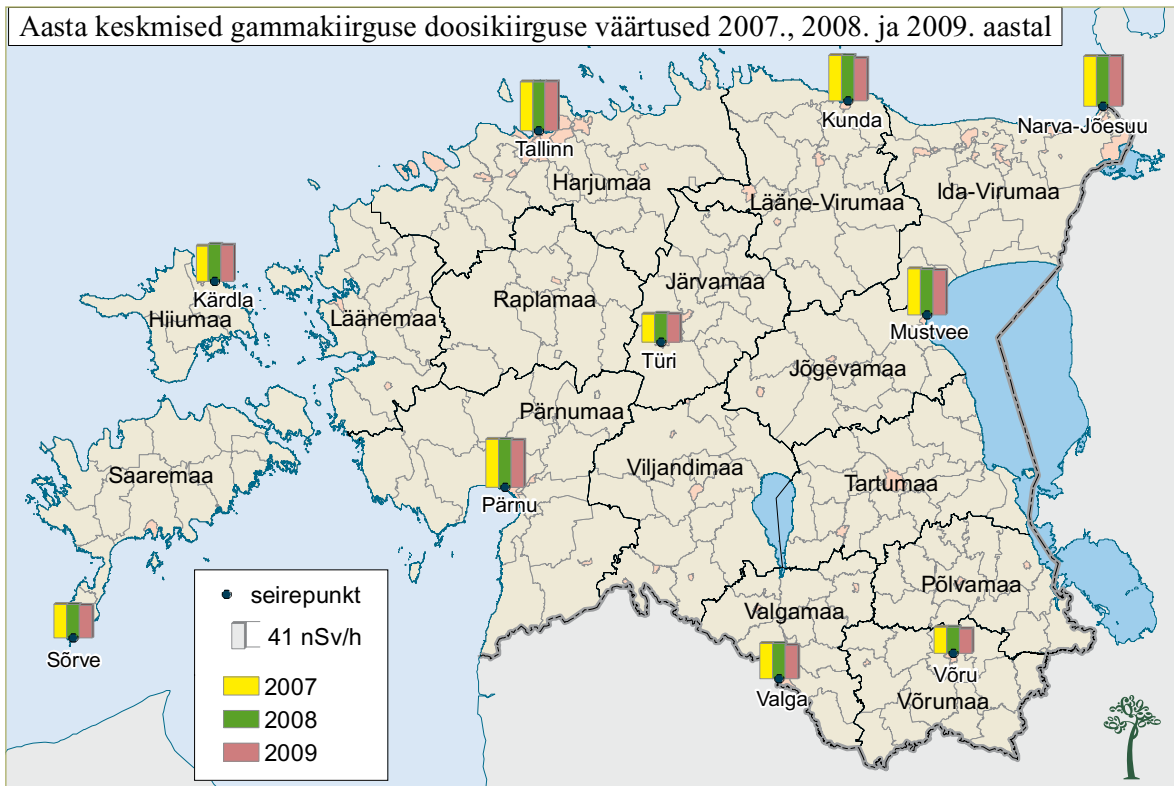 Aasta keskmised gammakiirguse doosikiirguse väärtused 2007., 2008. ja 2009. aastal
Kunda
Narva-Jõesuu
Tallinn
Harjumaa
Lääne-Virumaa
Ida-Virumaa
Kärdla
Hiiumaa
Läänemaa
Raplamaa
Järvamaa
Mustvee
Türi
Jõgevamaa
Pärnumaa
Saaremaa
Viljandimaa
Tartumaa
Pärnu
Põlvamaa
Valgamaa
Sõrve
Võru
Valga
Võrumaa
seirepunkt
41 nSv/h
2007
2008
2009